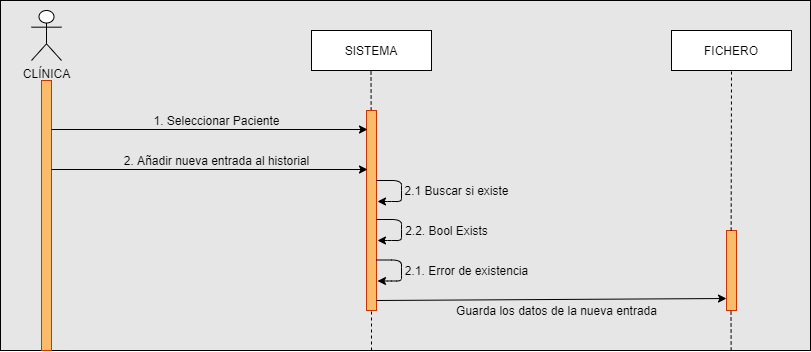 CLÍNICA
SISTEMA
FICHERO
1. Seleccionar Paciente
2. Añadir nueva entrada al historial
2.1 Buscar si existe
2.2. Bool Exists
2.1. Error de existencia
Guarda los datos de la nueva entrada